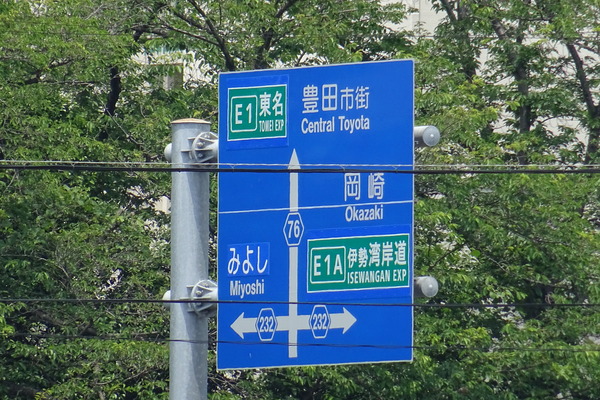 E1 東名
TOMEI EXP
豊田市街
Central Toyota
岡崎
Okazaki
76
みよし
Miyoshi
E1A 伊勢湾岸道
ISEWANGAN EXP
232 232